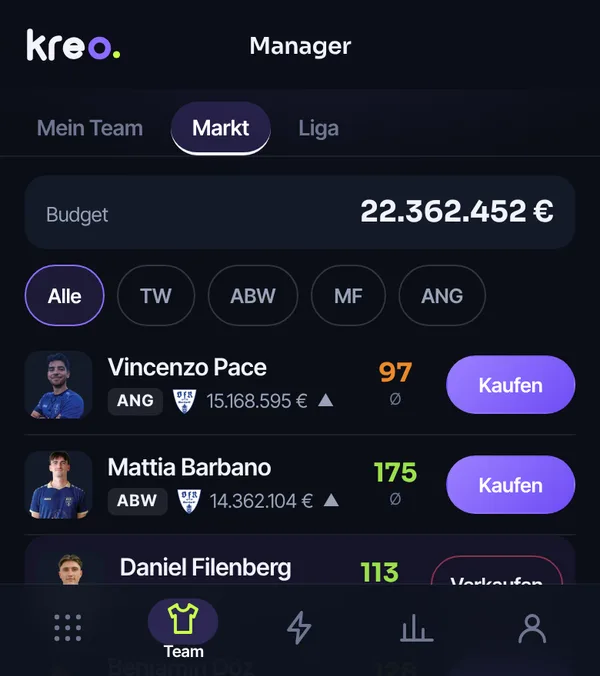 kreo.
Manager
Mein Team Markt Liga
Budget 22.362.452 €
Alle TW ABW MF ANG
Vincenzo Pace 97 Kaufen
ANG 15.168.595 € ▲ Ø
Mattia Barbano 175 Kaufen
ABW 14.362.104 € ▲ Ø
Daniel Filenberg 113 Verkaufen
Team